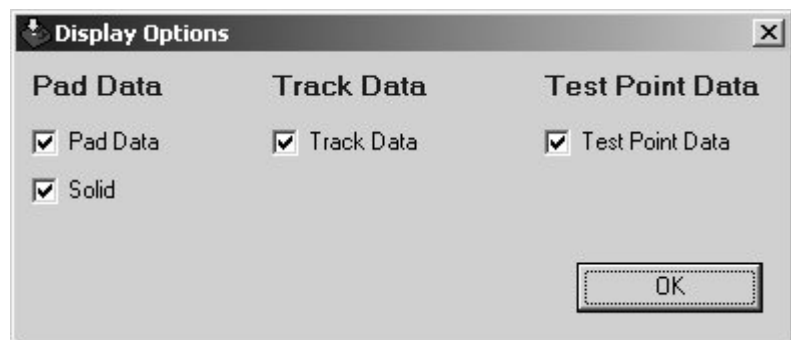 Display Options
Pad Data Track Data Test Point Data
Pad Data Track Data Test Point Data
Solid
OK